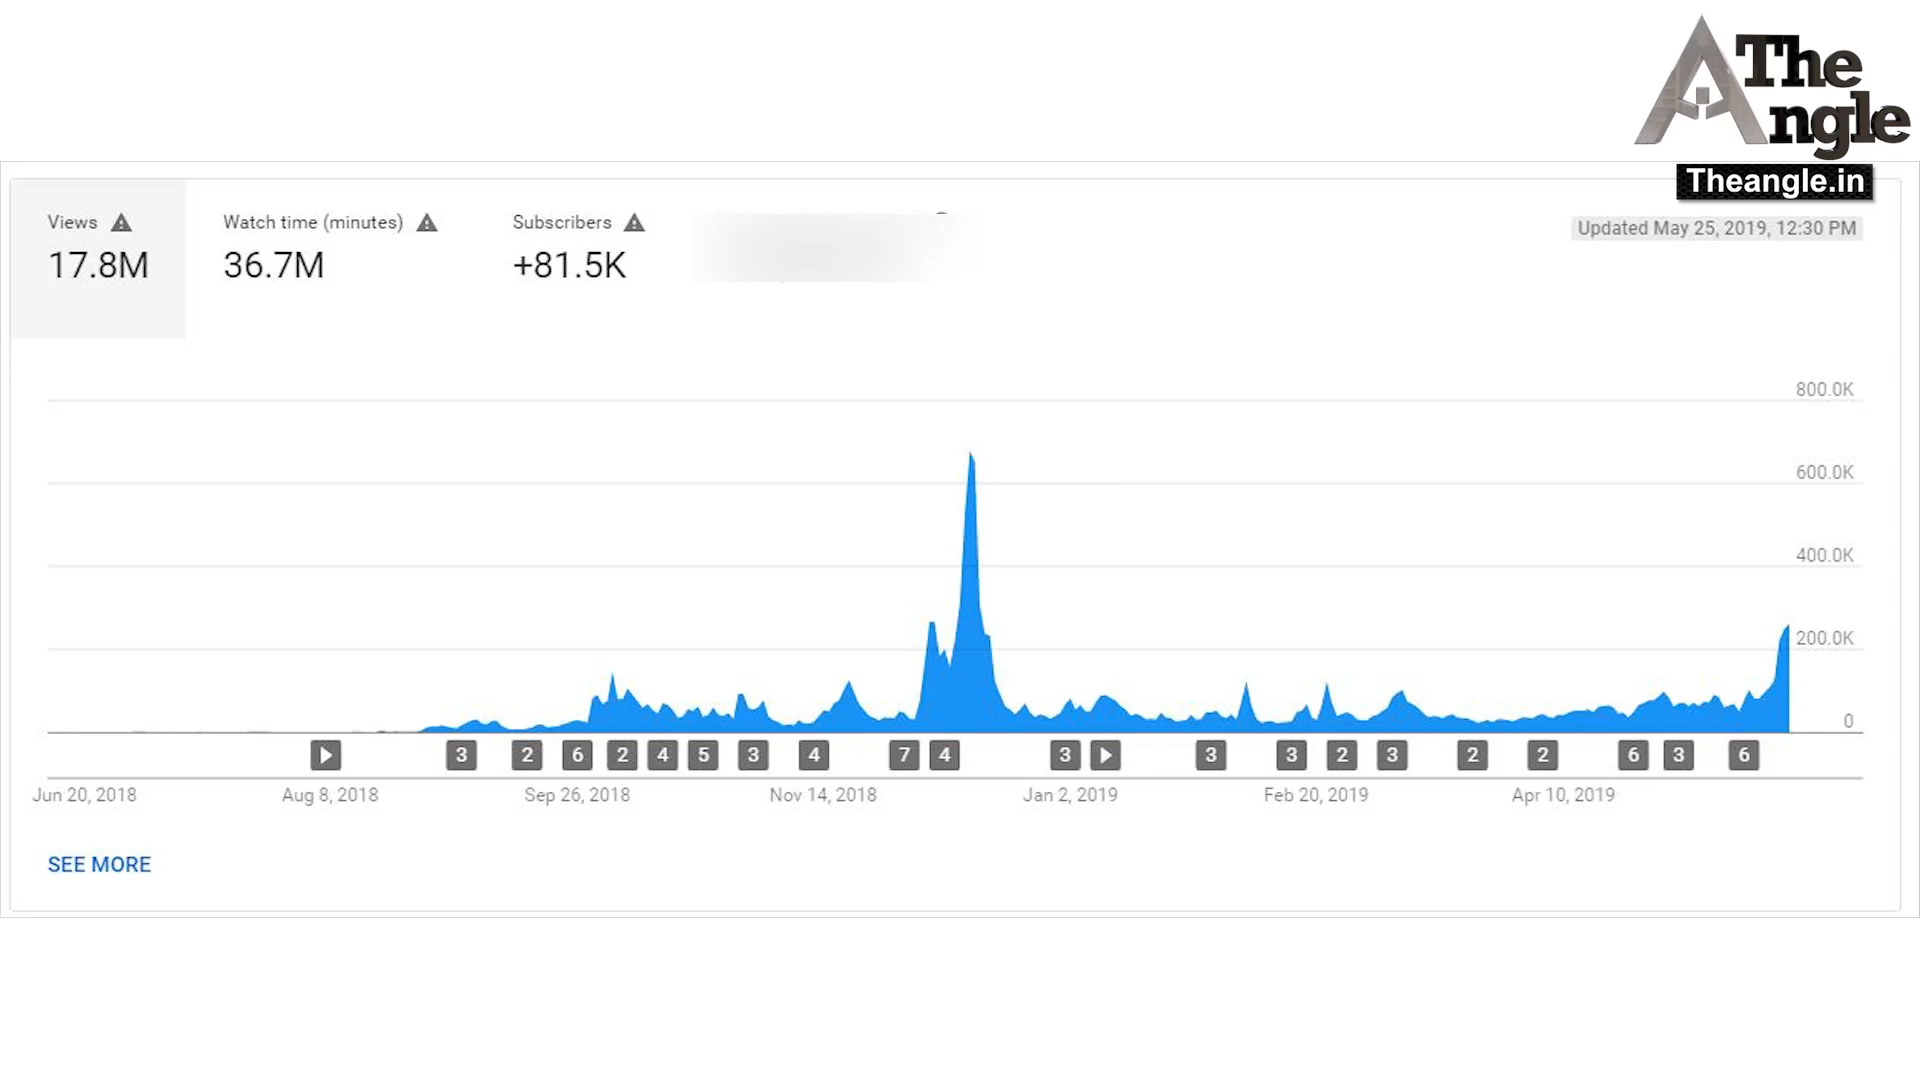 The
Angle
Theangle.in
Views
17.8M
Watch time (minutes)
36.7M
Subscribers
+81.5K
Updated May 25, 2019, 12:30 PM
800.0K
600.0K
400.0K
200.0K
0
3 2 6 2 4 5 3 4 7 4 3 3 3 2 3 2 2 6 3 6
Jun 20, 2018 Aug 8, 2018 Sep 26, 2018 Nov 14, 2018 Jan 2, 2019 Feb 20, 2019 Apr 10, 2019
SEE MORE